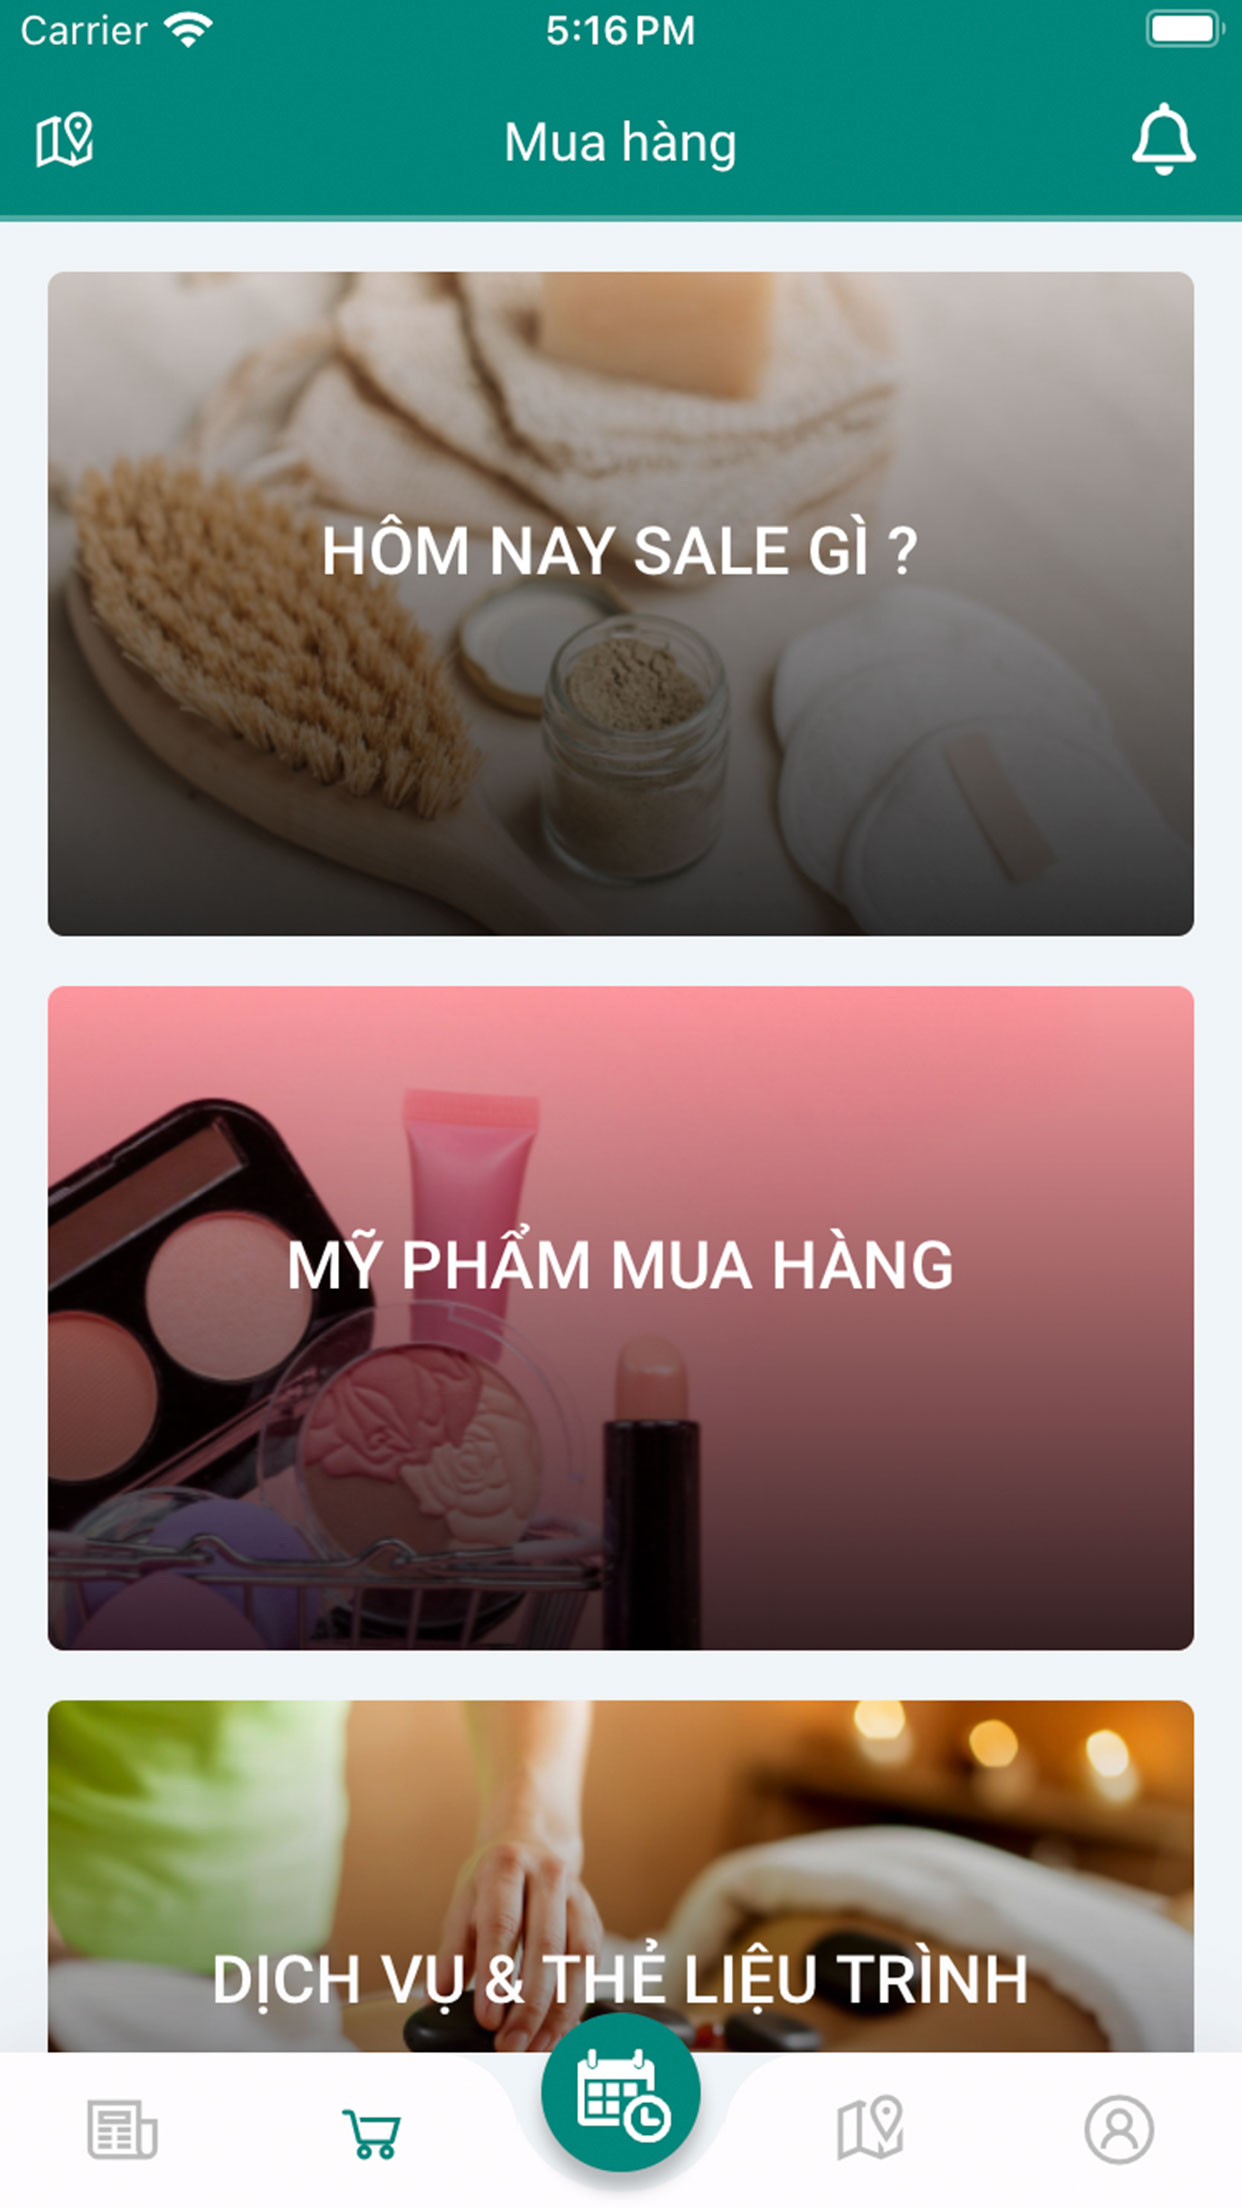 Carrier 5:16 PM
Mua hàng
HÔM NAY SALE GÌ ?
MỸ PHẨM MUA HÀNG
DỊCH VỤ & THẺ LIỆU TRÌNH